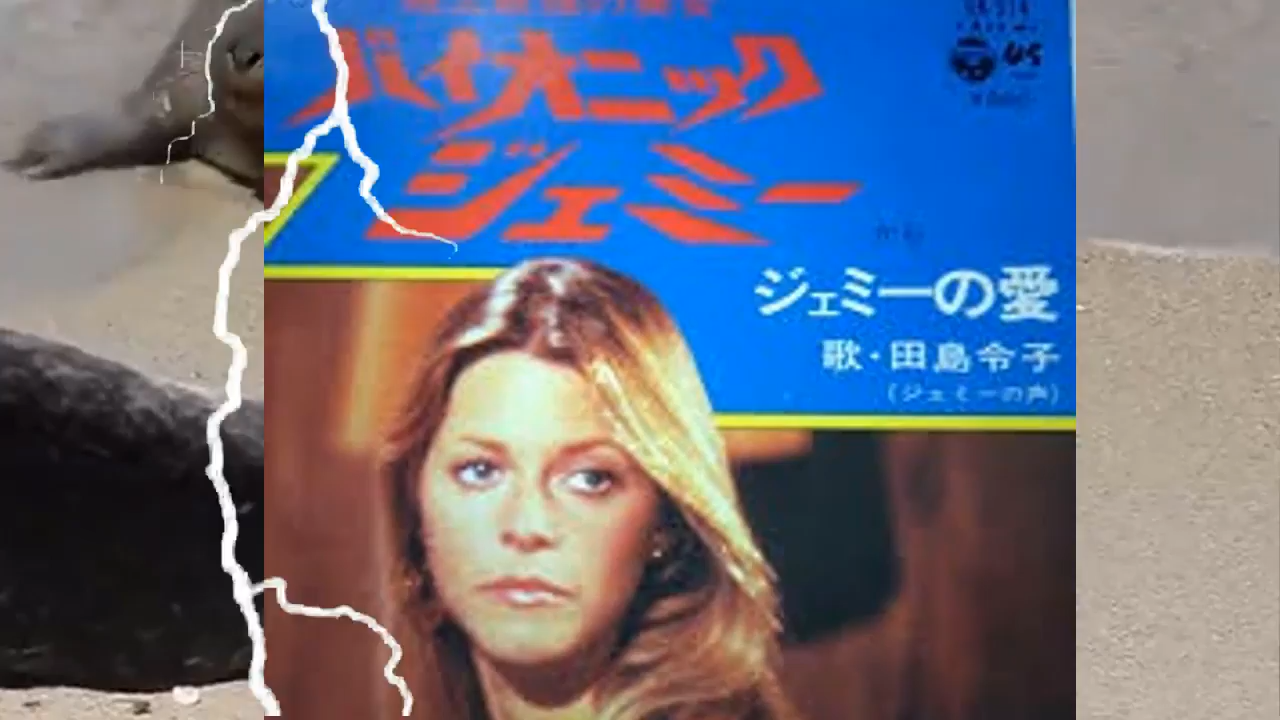 バイオニック
ジェミー
ジェミーの愛
歌・田島令子
(ジェミーの声)